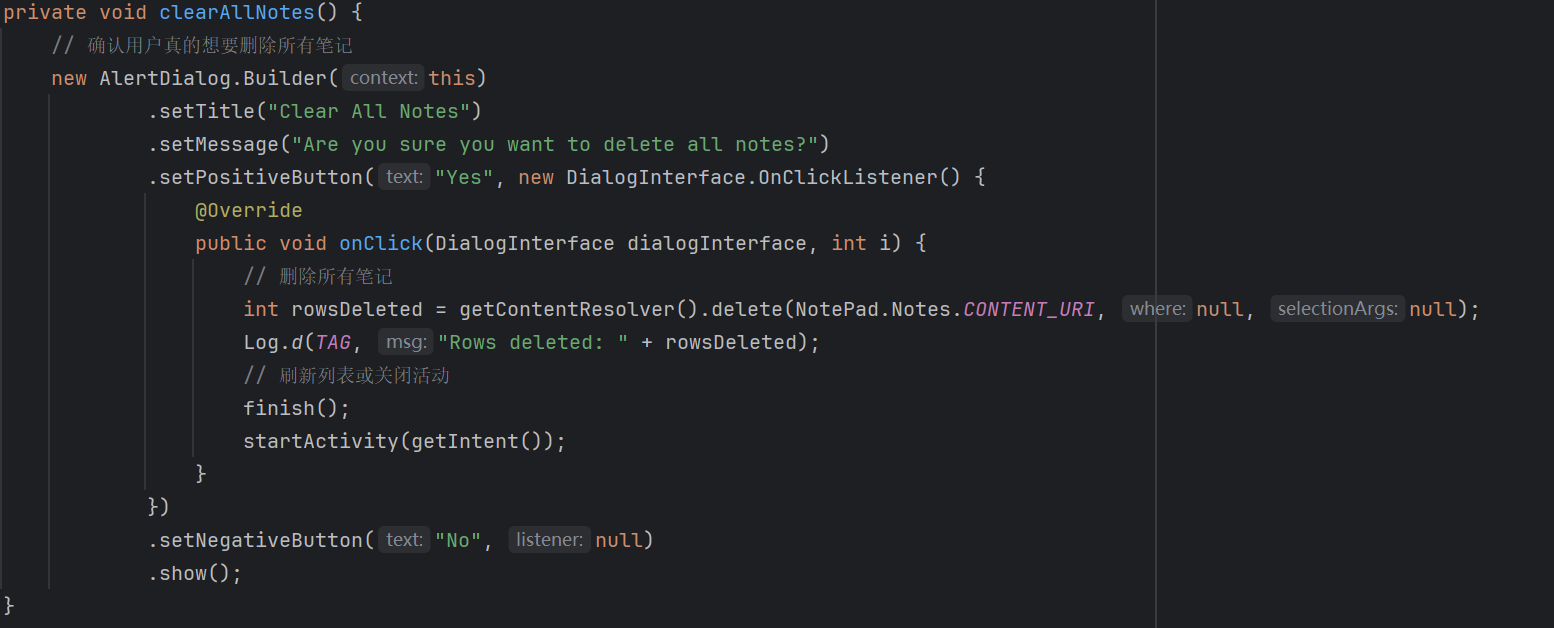 private void clearAllNotes() {
// 确认用户真的想要删除所有笔记
new AlertDialog.Builder( context: this)
.setTitle("Clear All Notes")
.setMessage("Are you sure you want to delete all notes?")
.setPositiveButton( text: "Yes", new DialogInterface.OnClickListener() {
@Override
public void onClick(DialogInterface dialogInterface, int i) {
// 删除所有笔记
int rowsDeleted = getContentResolver().delete(NotePad.Notes.CONTENT_URI, where: null, selectionArgs: null);
Log.d(TAG, msg: "Rows deleted: " + rowsDeleted);
// 刷新列表或关闭活动
finish();
startActivity(getIntent());
}
})
.setNegativeButton( text: "No", listener: null)
.show();
}